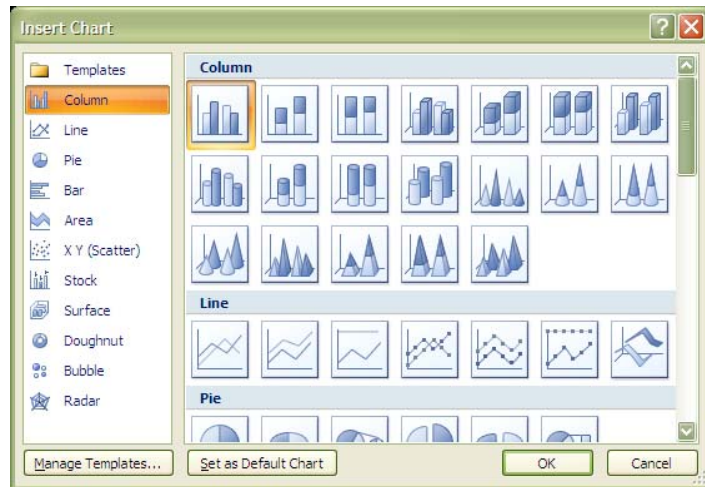 Insert Chart
Templates
Column
Line
Pie
Bar
Area
X Y (Scatter)
Stock
Surface
Doughnut
Bubble
Radar
Column
Line
Pie
Manage Templates...
Set as Default Chart
OK
Cancel